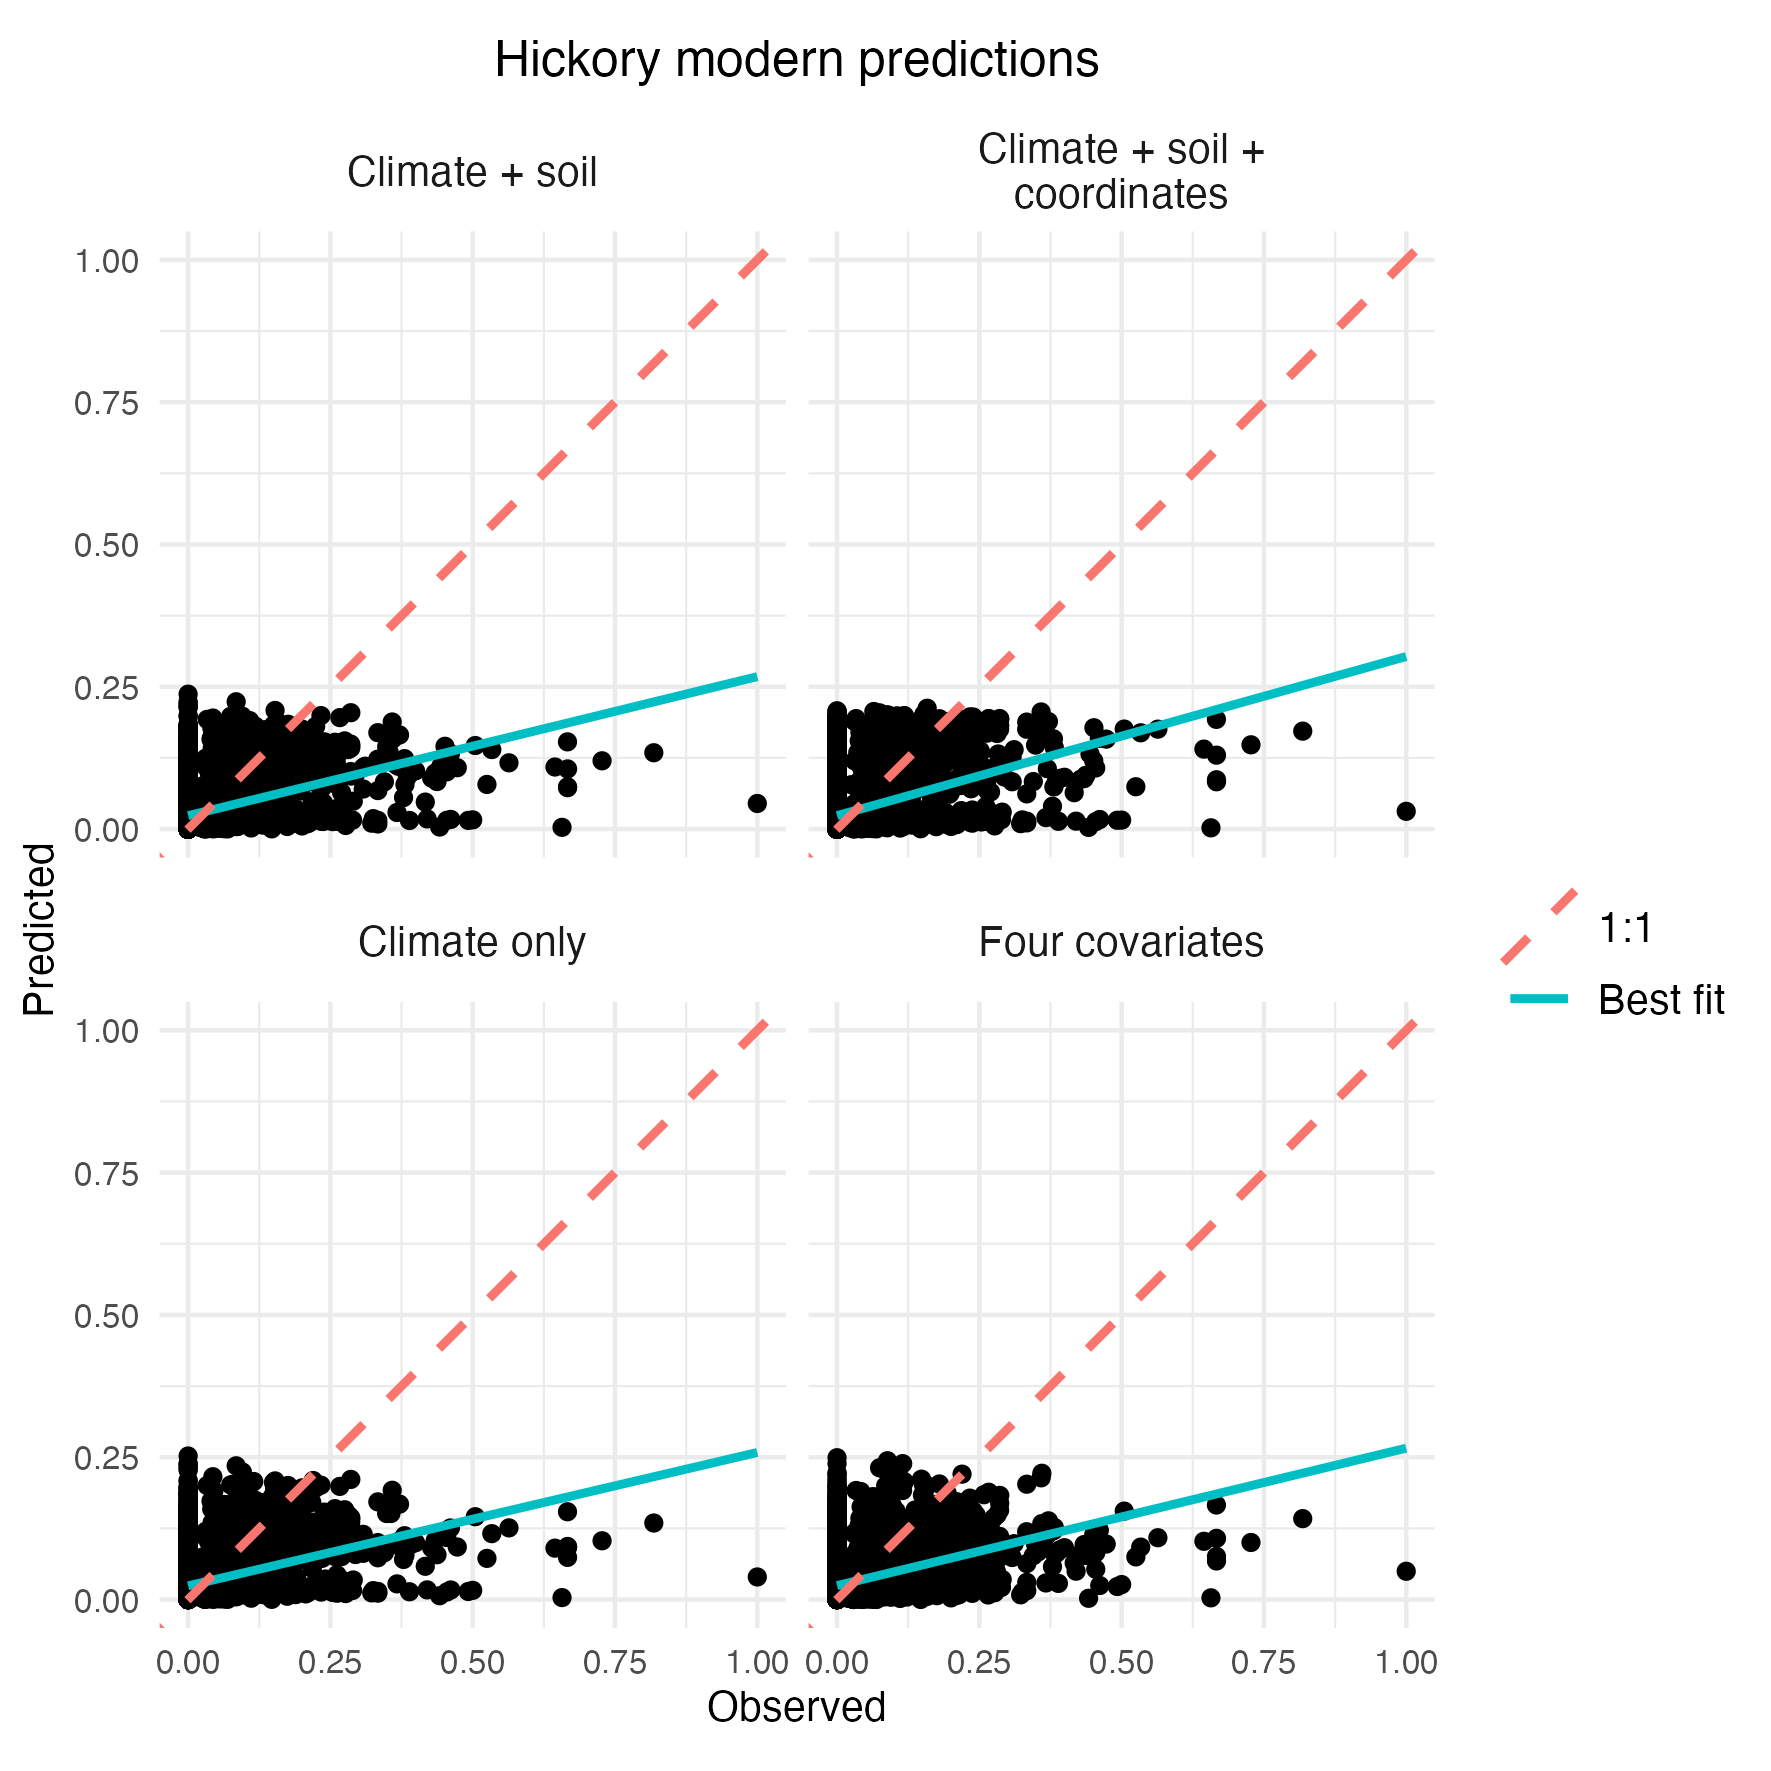 Hickory modern predictions
Climate + soil
Climate + soil +
coordinates
1.00
0.75
0.50
0.25
0.00
Climate only
Four covariates
1.00
0.75
0.50
0.25
0.00
0.00 0.25 0.50 0.75 1.00
0.00 0.25 0.50 0.75 1.00
Observed
Predicted
1:1
Best fit